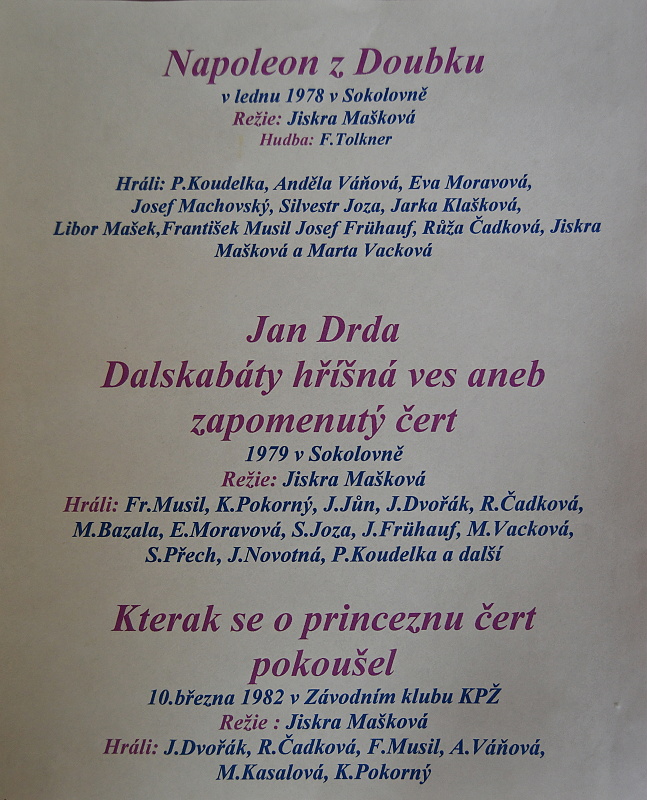 Napoleon z Doubku
v lednu 1978 v Sokolovně
Režie: Jiskra Mašková
Hudba: F.Tolkner
Hráli: P.Koudelka, Anděla Váňová, Eva Moravová,
Josef Machovský, Silvestr Joza, Jarka Klašková,
Libor Mašek,František Musil Josef Frühauf, Růža Čadková, Jiskra
Mašková a Marta Vacková
Jan Drda
Dalskabáty hříšná ves aneb
zapomenutý čert
1979 v Sokolovně
Režie: Jiskra Mašková
Hráli: Fr.Musil, K.Pokorný, J.Jůn, J.Dvořák, R.Čadková,
M.Bazala, E.Moravová, S.Joza, J.Frühauf, M.Vacková,
S.Přech, J.Novotná, P.Koudelka a další
Kterak se o princeznu čert
pokoušel
10.března 1982 v Závodním klubu KPŽ
Režie : Jiskra Mašková
Hráli: J.Dvořák, R.Čadková, F.Musil, A.Váňová,
M.Kasalová, K.Pokorný